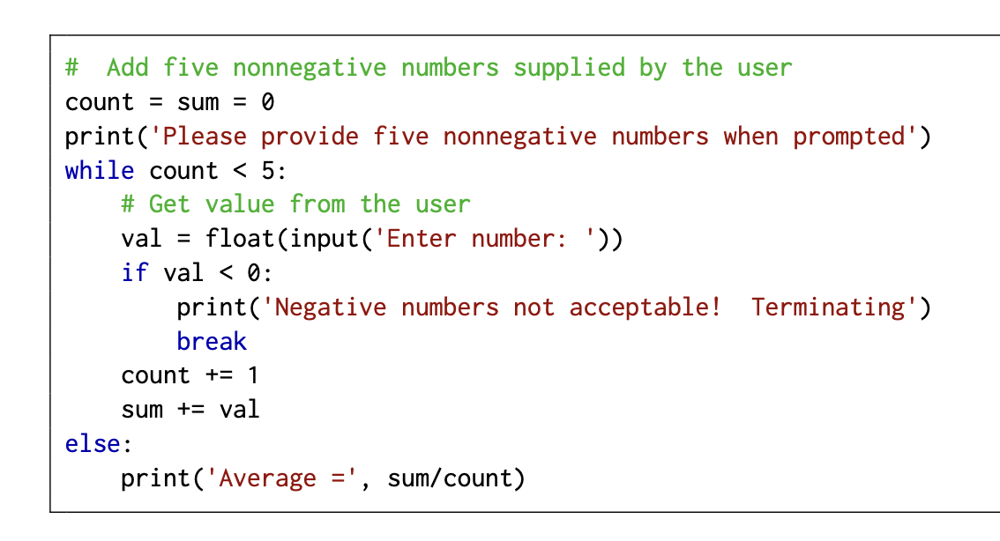 #  Add five nonnegative numbers supplied by the user
count = sum = 0
print('Please provide five nonnegative numbers when prompted')
while count < 5:
    # Get value from the user
    val = float(input('Enter number: '))
    if val < 0:
        print('Negative numbers not acceptable!  Terminating')
        break
    count += 1
    sum += val
else:
    print('Average =', sum/count)